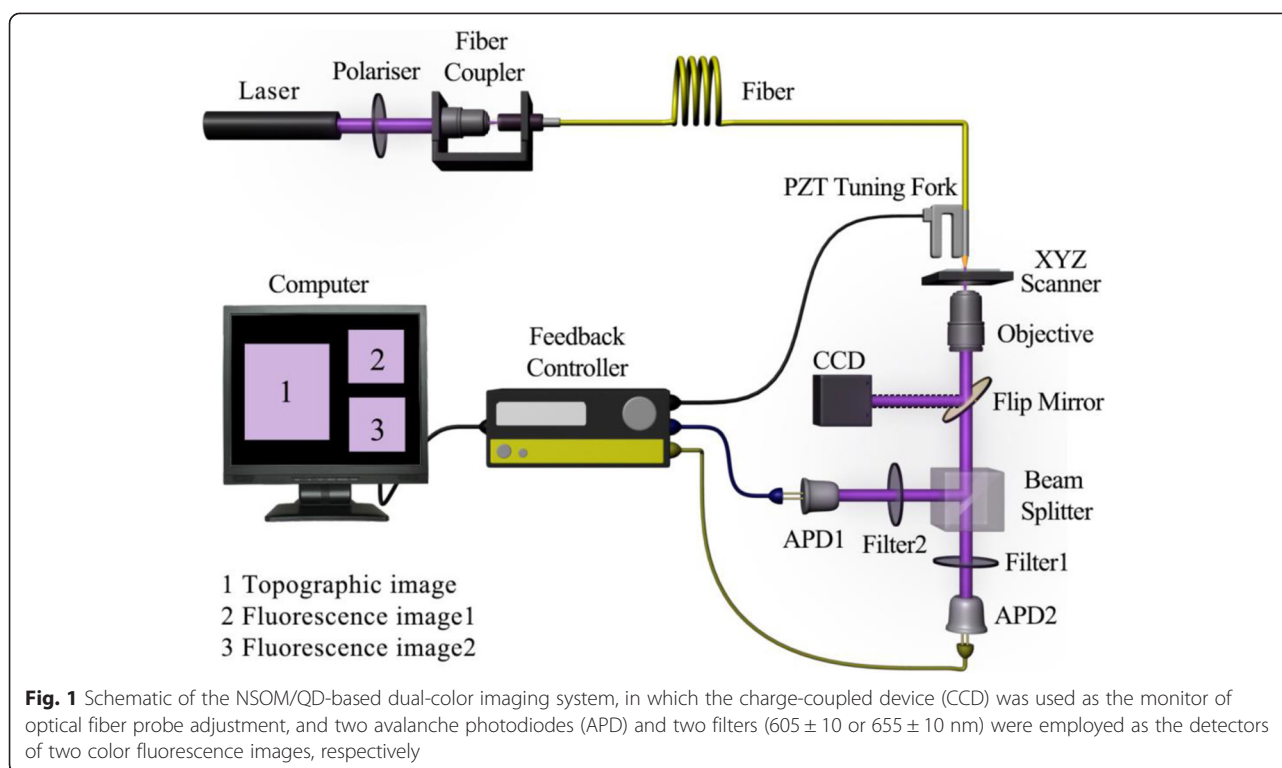 Fiber
Coupler
Polariser
Laser
Fiber
PZT Tuning Fork
XYZ
Scanner
Computer
Objective
Feedback
Controller
CCD
1
2
3
Flip Mirror
Beam
Splitter
APD1
Filter2
Filter1
APD2
1 Topographic image
2 Fluorescence image1
3 Fluorescence image2
Fig. 1 Schematic of the NSOM/QD-based dual-color imaging system, in which the charge-coupled device (CCD) was used as the monitor of
optical fiber probe adjustment, and two avalanche photodiodes (APD) and two filters (605 ± 10 or 655 ± 10 nm) were employed as the detectors
of two color fluorescence images, respectively